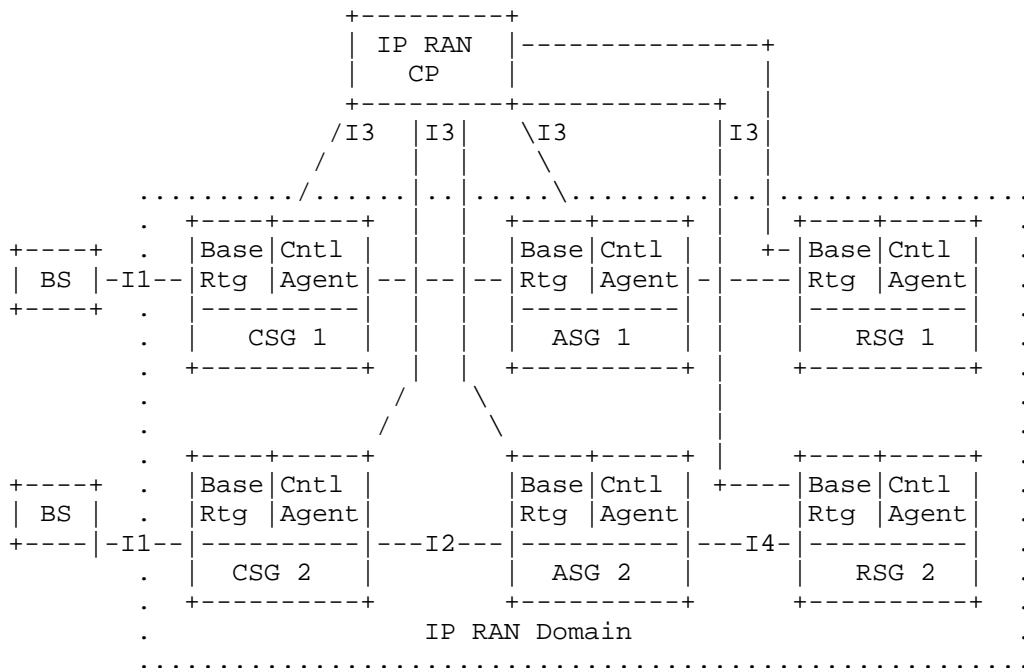 IP RAN
CP
I3 I3 I3 I3
Base Cntl Base Cntl Base Cntl
BS I1 Rtg Agent Rtg Agent Rtg Agent
CSG 1 ASG 1 RSG 1
Base Cntl Base Cntl Base Cntl
BS Rtg Agent Rtg Agent Rtg Agent
I1 I2 I4
CSG 2 ASG 2 RSG 2
IP RAN Domain